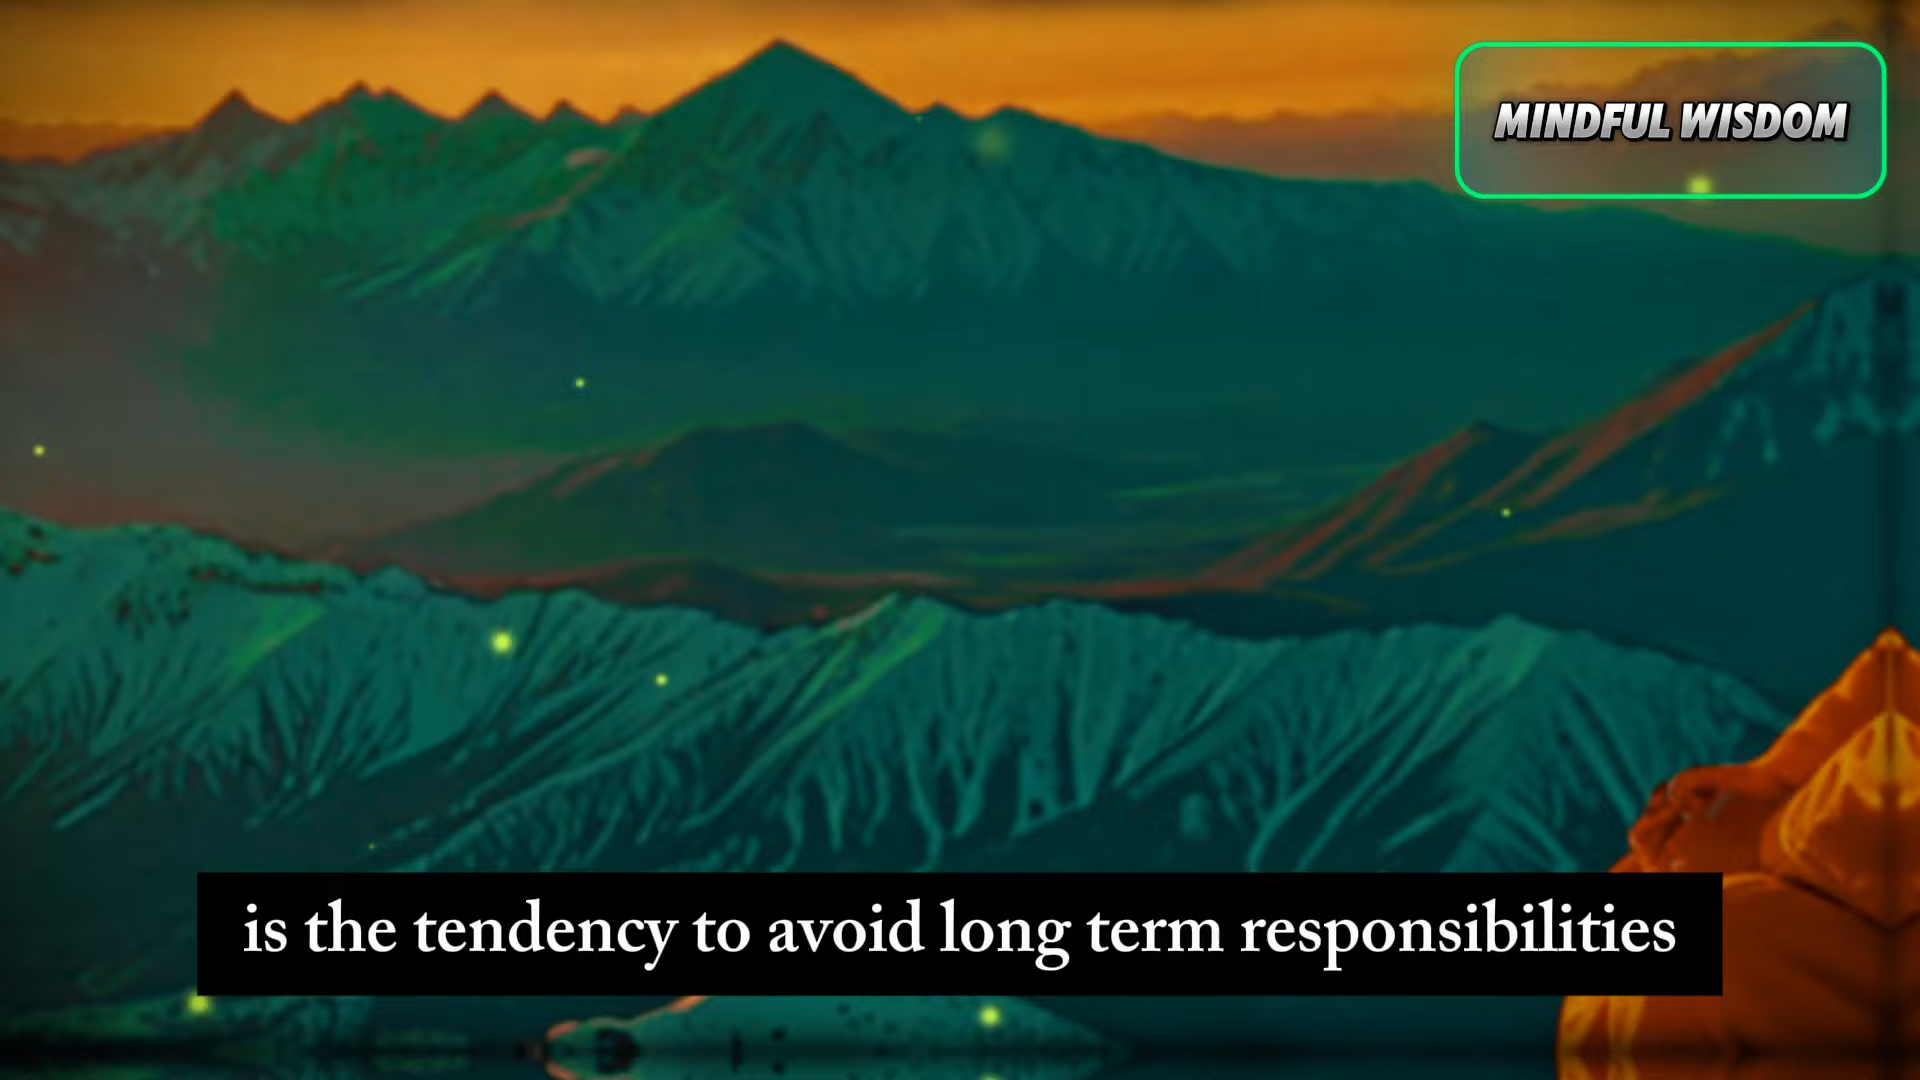 MINDFUL WISDOM
is the tendency to avoid long term responsibilities